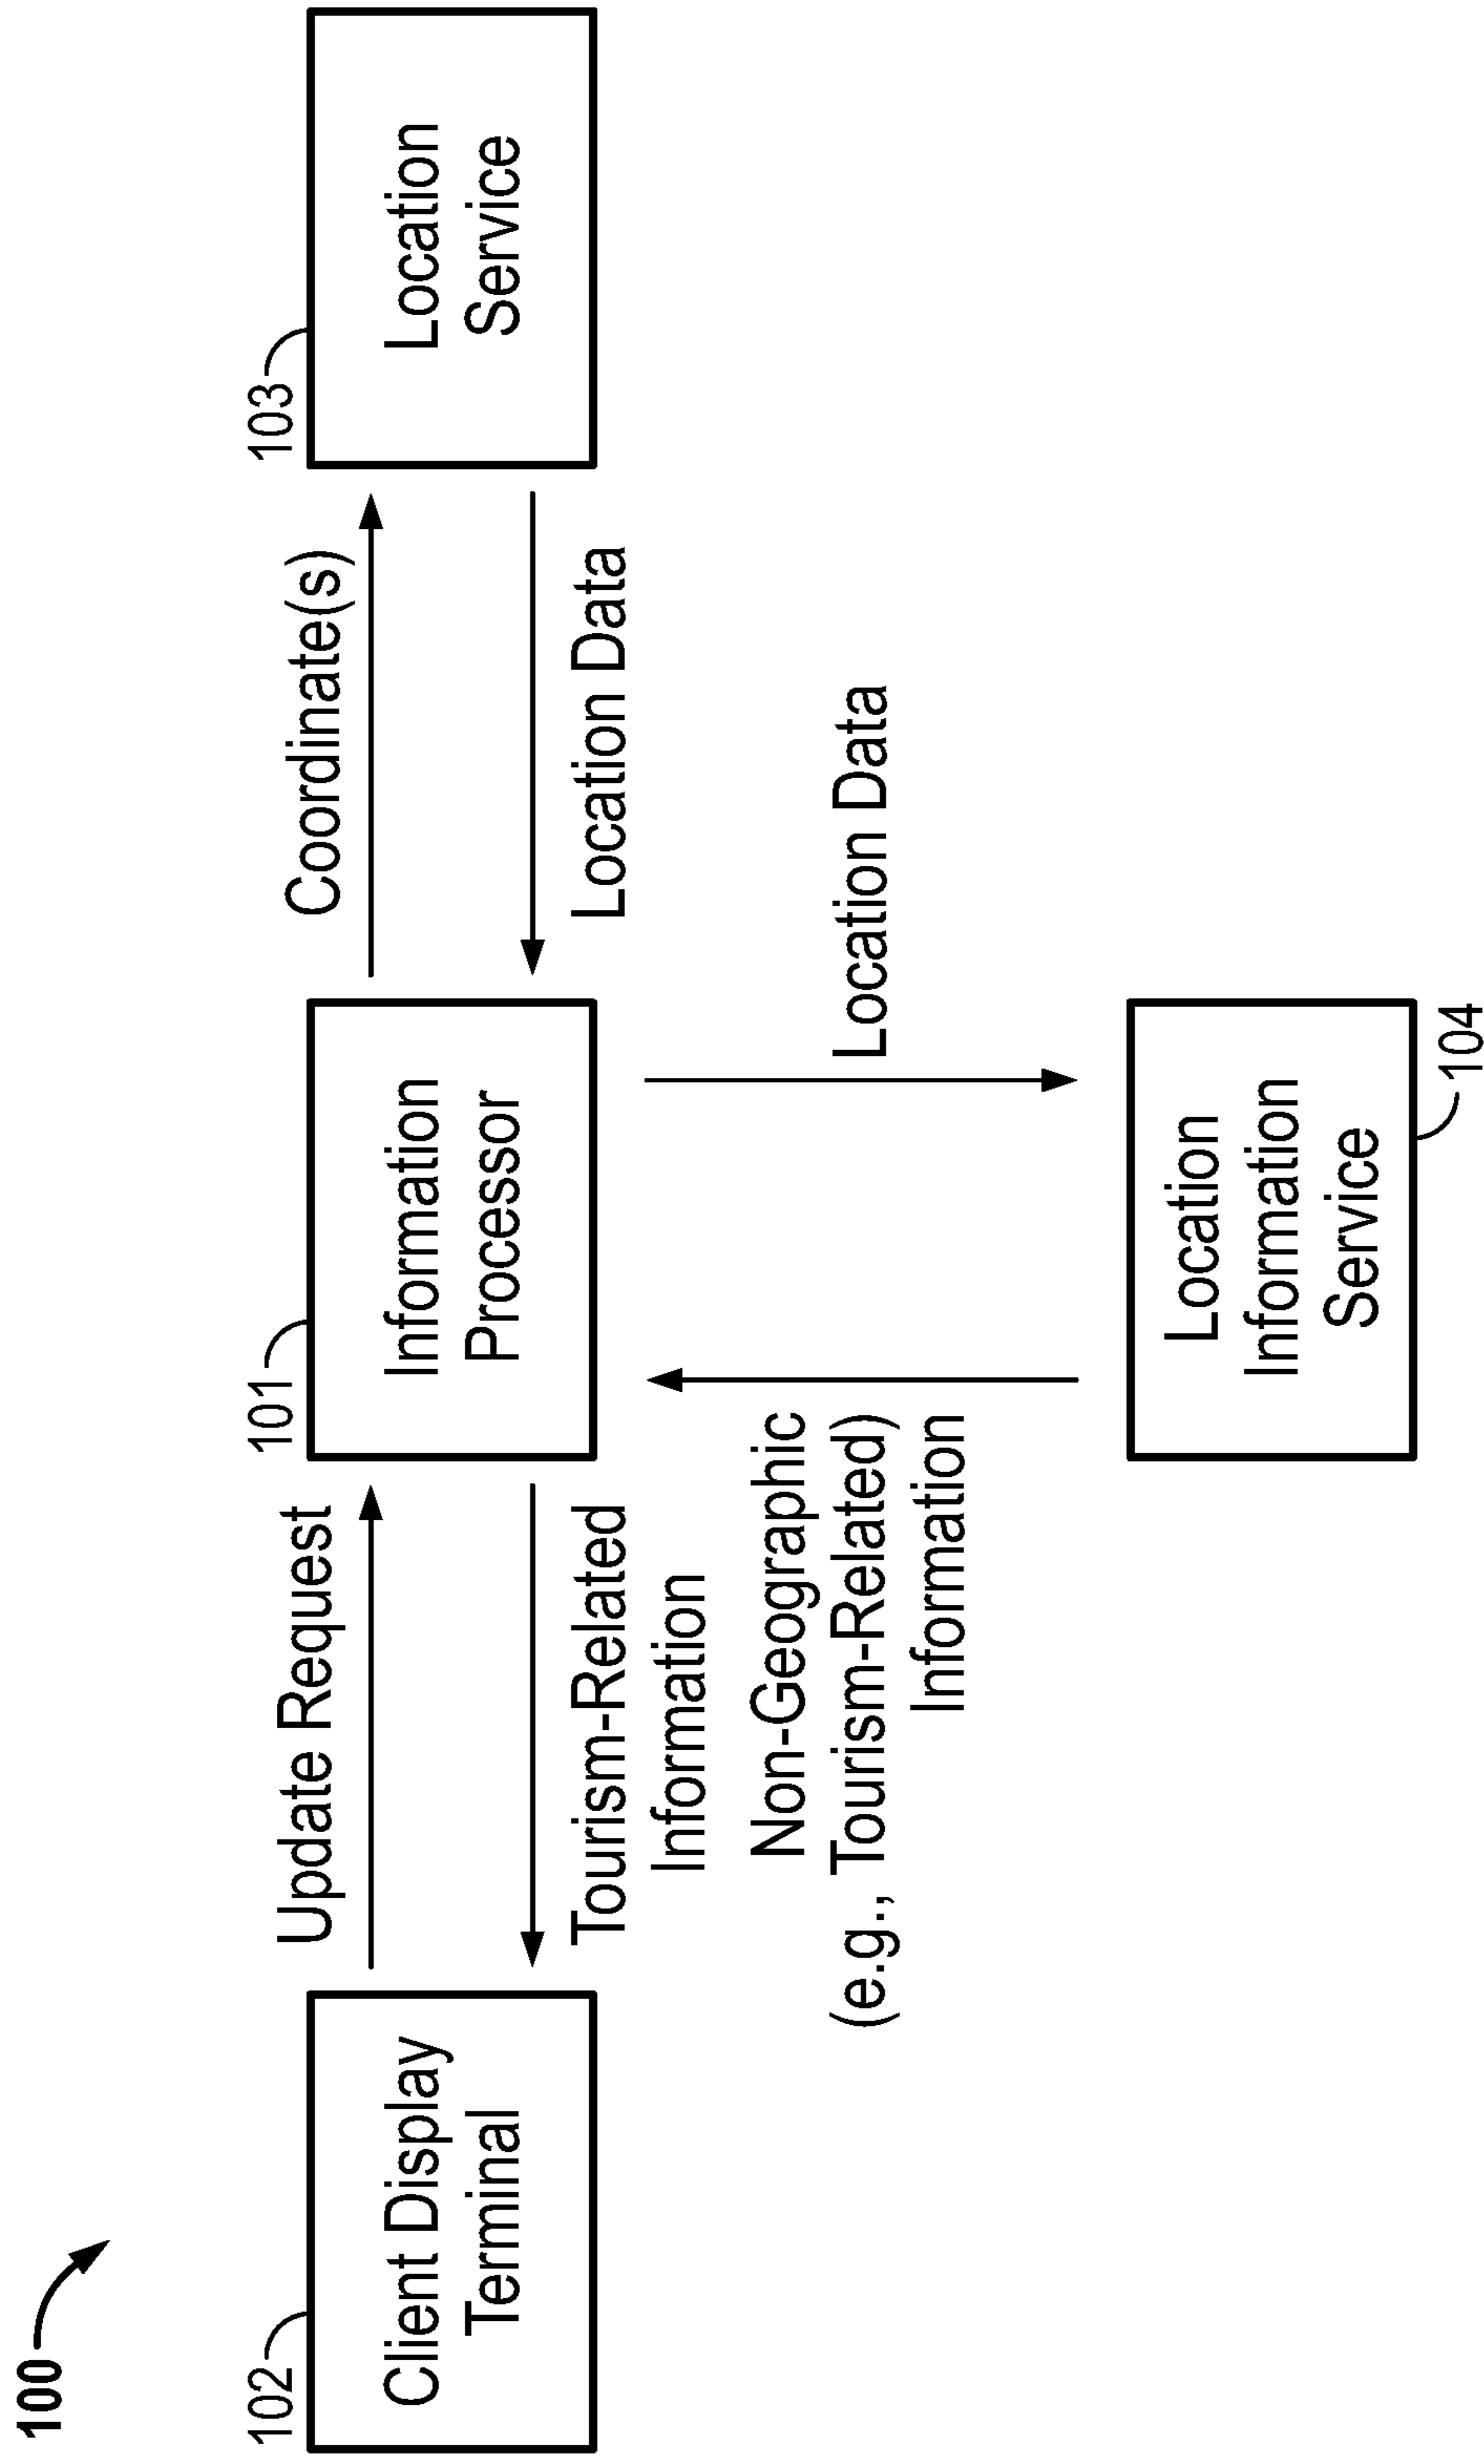 100
102
Client Display
Terminal
Update Request
Tourism-Related
Information
101
Information
Processor
Coordinate(s)
Location Data
103
Location
Service
Non-Geographic
(e.g., Tourism-Related)
Information
Location Data
Location
Information
Service
104